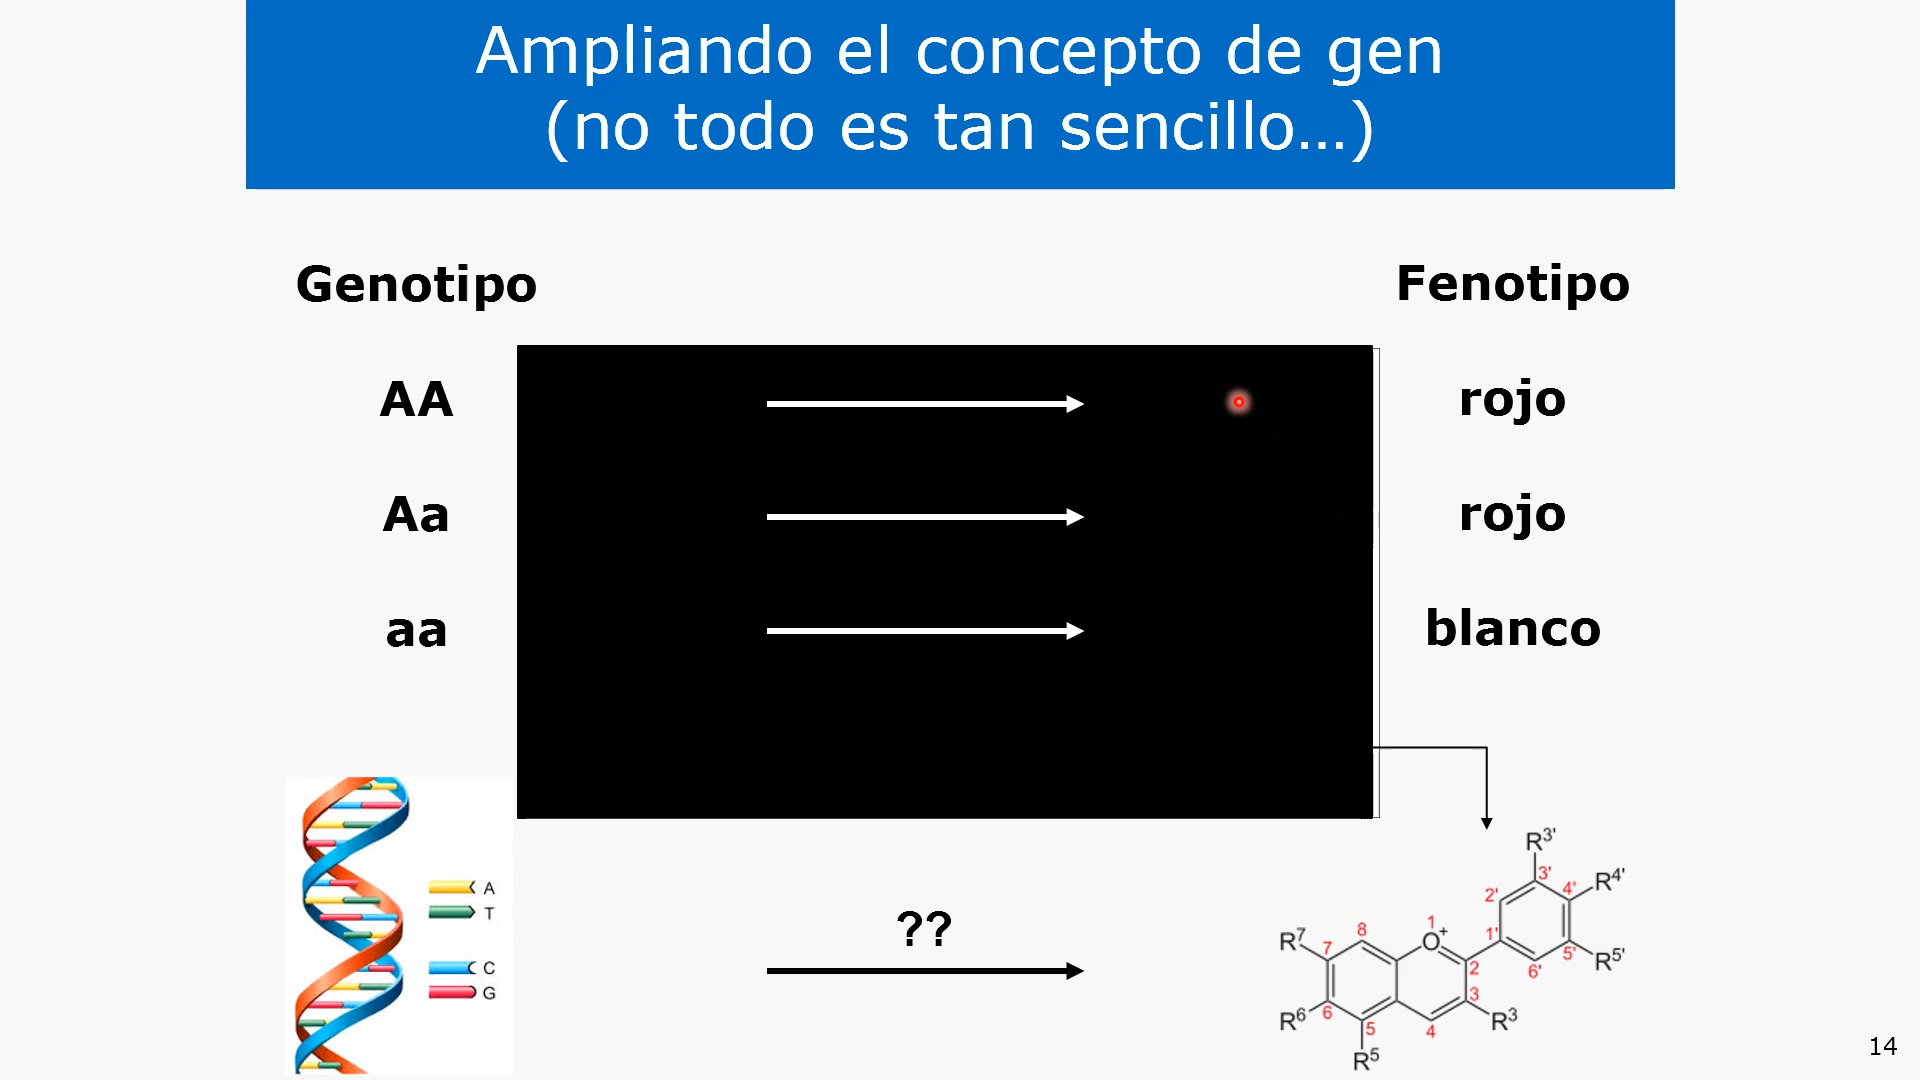 Ampliando el concepto de gen
(no todo es tan sencillo...)
Genotipo
Fenotipo
AA
rojo
Aa
rojo
aa
blanco
A
T
C
G
??
R3'
3'
R4'
4'
2'
1
O+
1'
8
R7
7
5'
R5'
6'
2
3
R3
R6
6
5
4
R5
14